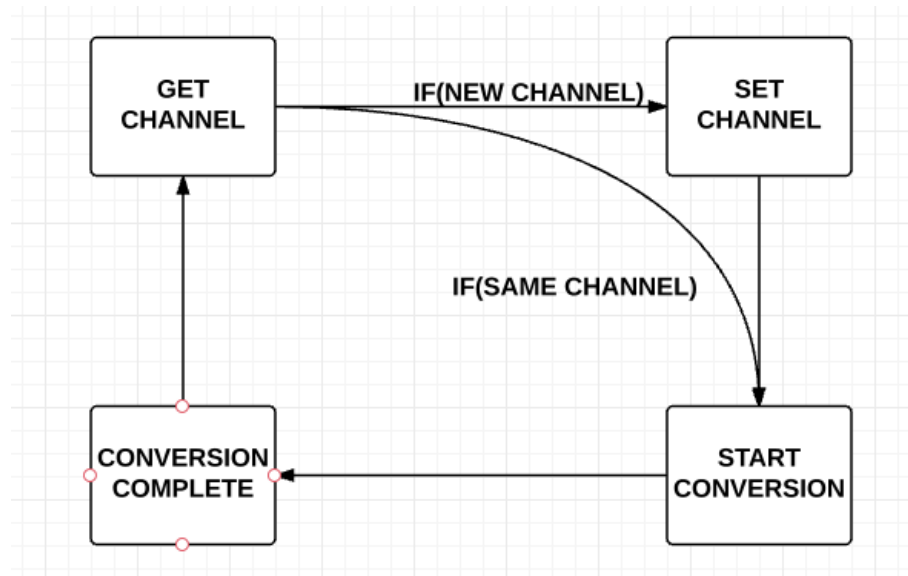 GET
CHANNEL
IF(NEW CHANNEL)
SET
CHANNEL
IF(SAME CHANNEL)
CONVERSION
COMPLETE
START
CONVERSION